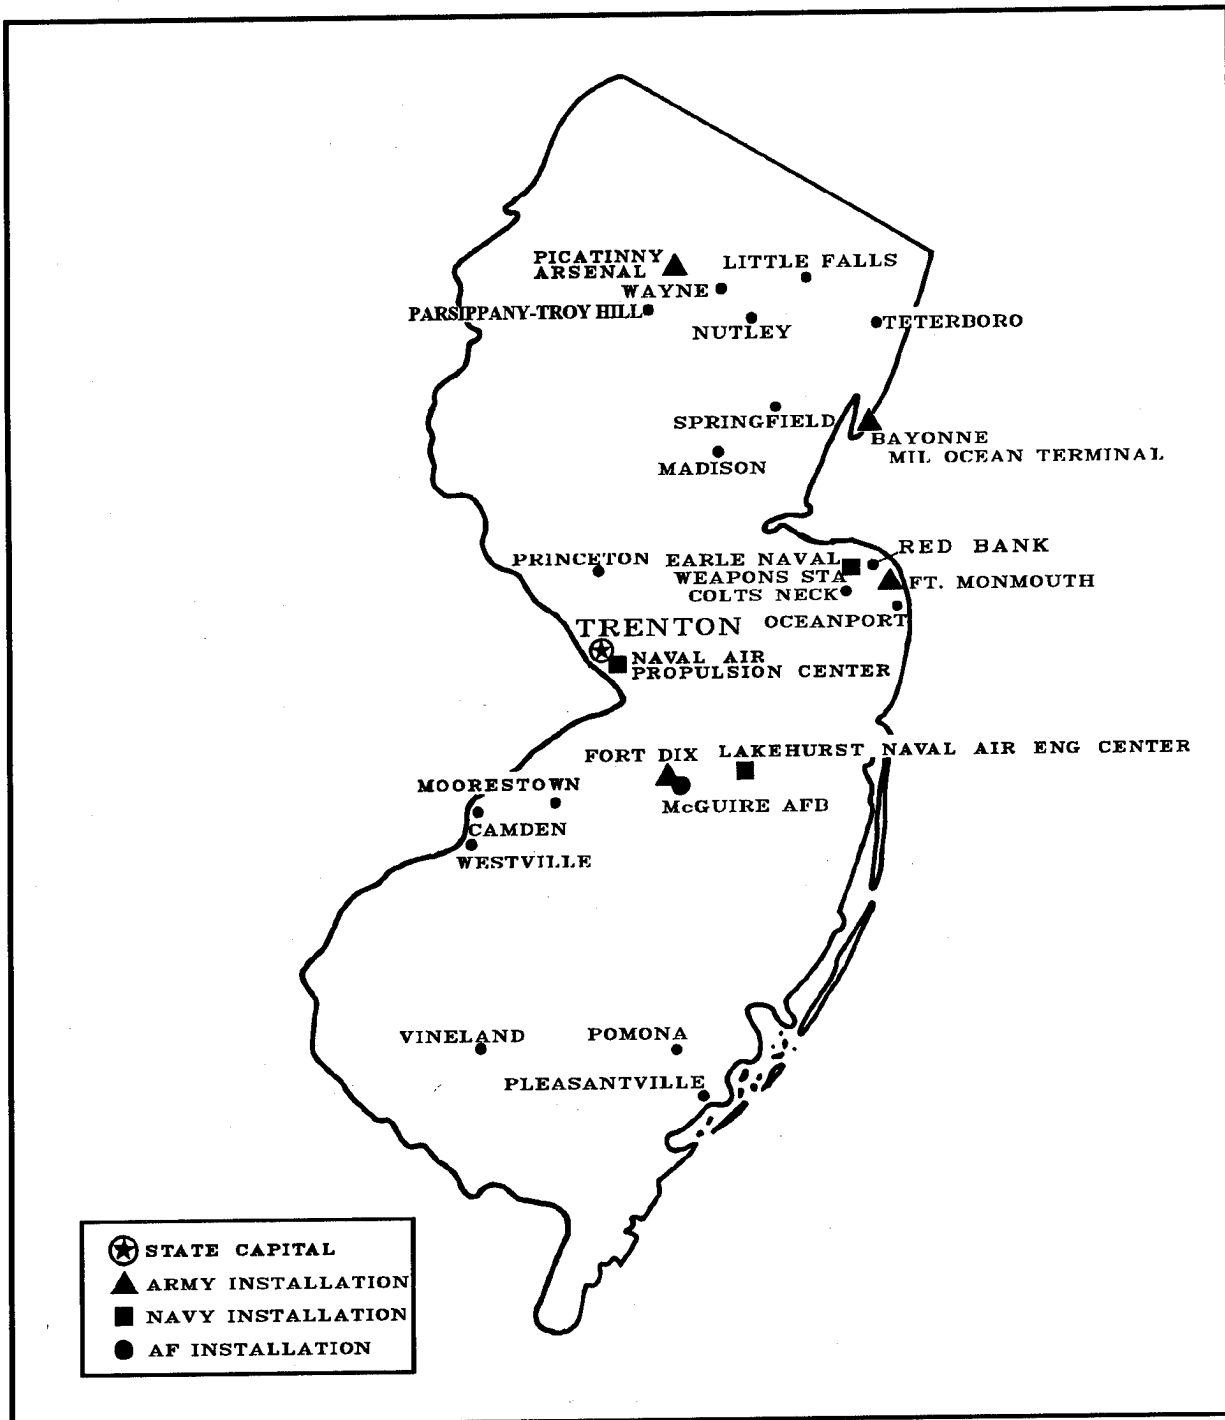 PICATINNY
ARSENAL
LITTLE FALLS
WAYNE
PARSIPPANY-TROY HILL
NUTLEY
TETERBORO
SPRINGFIELD
BAYONNE
MIL OCEAN TERMINAL
MADISON
RED BANK
PRINCETON
EARLE NAVAL
WEAPONS STA
COLTS NECK
FT. MONMOUTH
OCEANPORT
TRENTON
NAVAL AIR
PROPULSION CENTER
FORT DIX
LAKEHURST NAVAL AIR ENG CENTER
MOORESTOWN
McGUIRE AFB
CAMDEN
WESTVILLE
VINELAND
POMONA
PLEASANTVILLE
STATE CAPITAL
ARMY INSTALLATION
NAVY INSTALLATION
AF INSTALLATION